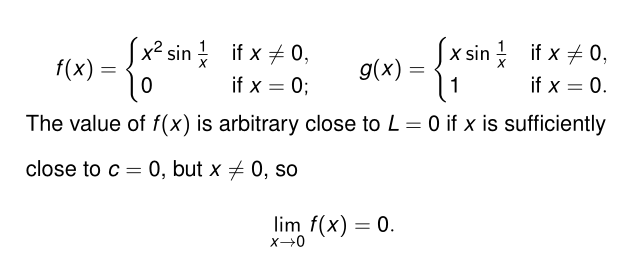 f(x) = { x² sin 1/x if x ≠ 0, 0 if x = 0; g(x) = { x sin 1/x if x ≠ 0, 1 if x = 0.
The value of f(x) is arbitrary close to L = 0 if x is sufficiently
close to c = 0, but x ≠ 0, so
lim x→0 f(x) = 0.